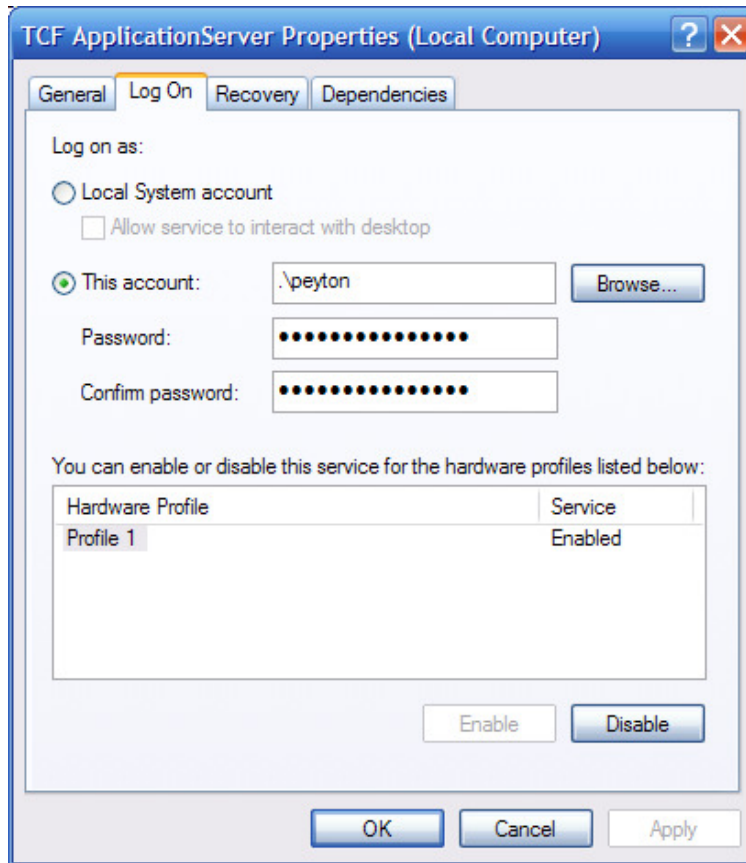 TCF ApplicationServer Properties (Local Computer)
General Log On Recovery Dependencies
Log on as:
Local System account
Allow service to interact with desktop
This account: .\peyton Browse...
Password: ●●●●●●●●●●●●●●●
Confirm password: ●●●●●●●●●●●●●●●
You can enable or disable this service for the hardware profiles listed below:
Hardware Profile Service
Profile 1 Enabled
Enable Disable
OK Cancel Apply